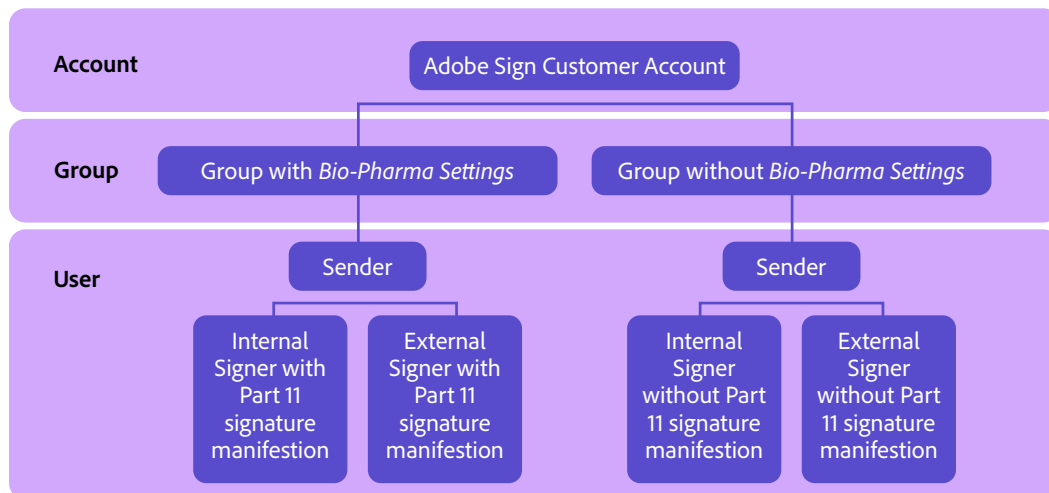 Account
Adobe Sign Customer Account
Group
Group with Bio-Pharma Settings
Group without Bio-Pharma Settings
User
Sender
Sender
Internal
Signer with
Part 11
signature
manifestion
External
Signer with
Part 11
signature
manifestion
Internal
Signer
without Part
11 signature
manifestion
External
Signer
without Part
11 signature
manifestion